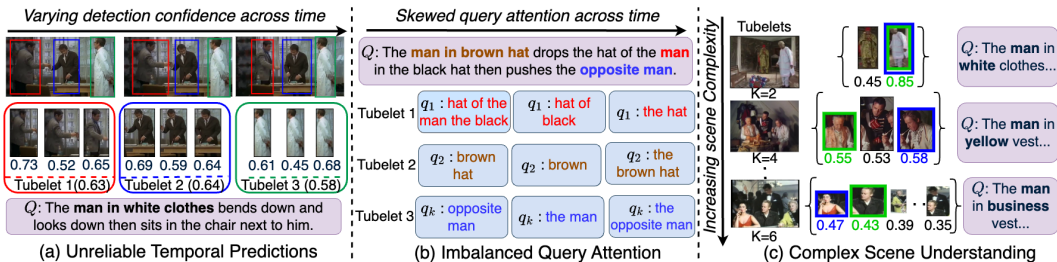 Varying detection confidence across time
0.73 0.52 0.65
0.69 0.59 0.64
0.61 0.45 0.68
Tubelet 1(0.63)
Tubelet 2 (0.64)
Tubelet 3 (0.58)
Q: The man in white clothes bends down and
looks down then sits in the chair next to him.
(a) Unreliable Temporal Predictions
Skewed query attention across time
Q: The man in brown hat drops the hat of the man
in the black hat then pushes the opposite man.
Tubelet 1
q1 : hat of the
man the black
q1 : hat of
black
q1 : the hat
Tubelet 2
q2 : brown
hat
q2 : brown
q2 : the
brown hat
Tubelet 3
qk : opposite
man
qk : the man
qk : the
opposite man
(b) Imbalanced Query Attention
Increasing scene Complexity
Tubelets
K=2
0.45 0.85
Q: The man in
white clothes...
K=4
0.55 0.53 0.58
Q: The man in
yellow vest...
K=6
0.47 0.43 0.39 0.35
Q: The man
in business
vest...
(c) Complex Scene Understanding